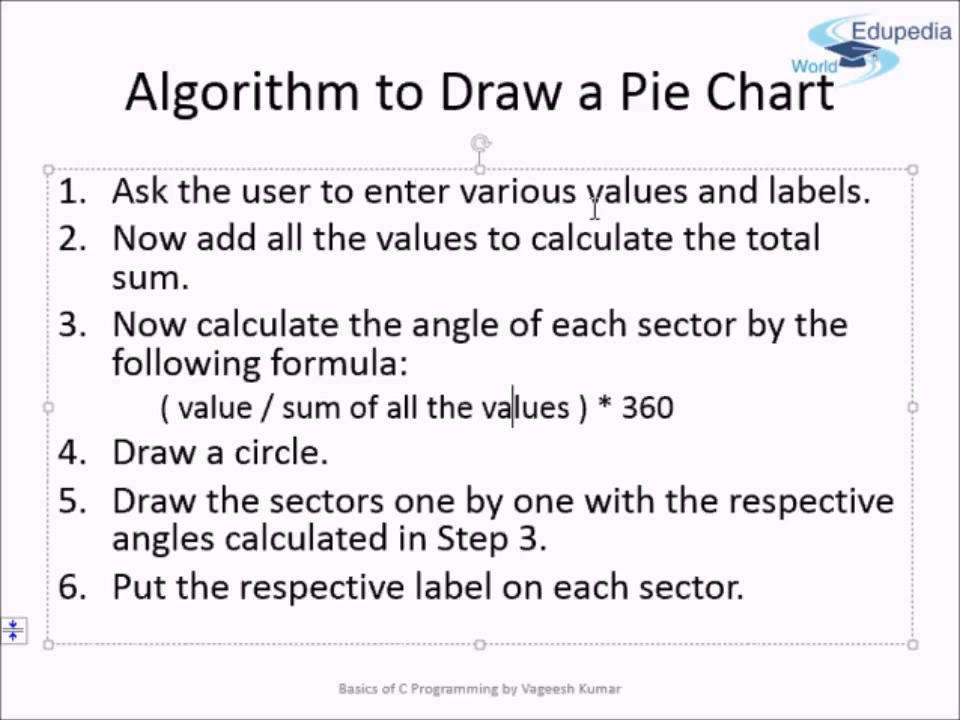 Edupedia
World
Algorithm to Draw a Pie Chart
1. Ask the user to enter various values and labels.
2. Now add all the values to calculate the total
sum.
3. Now calculate the angle of each sector by the
following formula:
( value / sum of all the values ) * 360
4. Draw a circle.
5. Draw the sectors one by one with the respective
angles calculated in Step 3.
6. Put the respective label on each sector.
Basics of C Programming by Vageesh Kumar